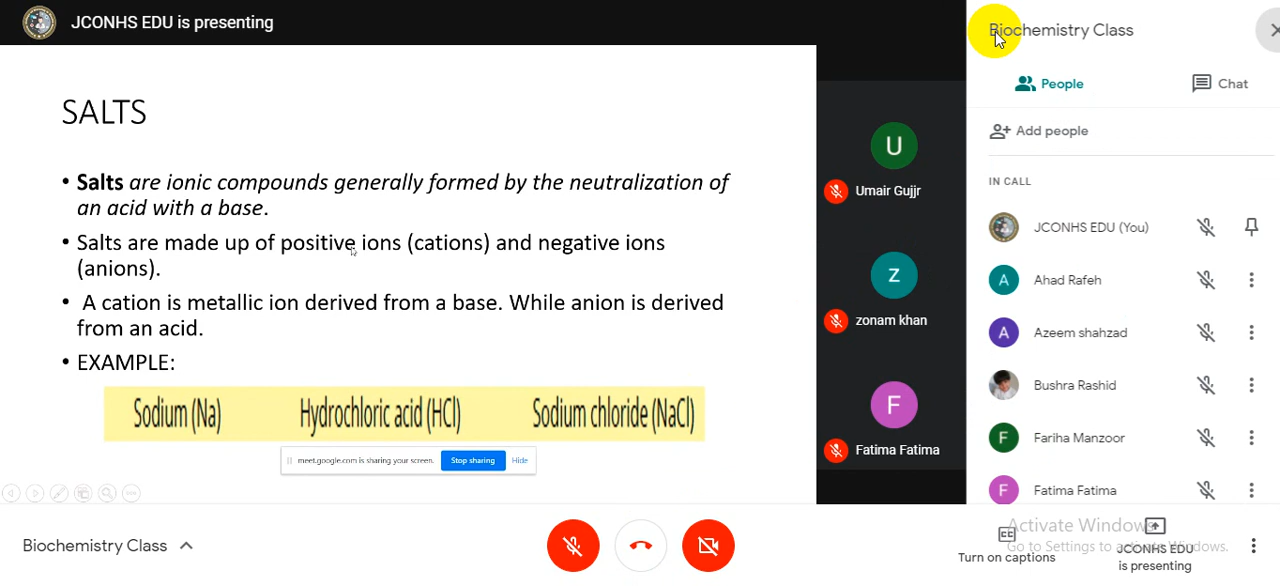 JCONHS EDU is presenting
SALTS
• Salts are ionic compounds generally formed by the neutralization of
an acid with a base.
• Salts are made up of positive ions (cations) and negative ions
(anions).
• A cation is metallic ion derived from a base. While anion is derived
from an acid.
• EXAMPLE:
Sodium (Na) Hydrochloric acid (HCl) Sodium chloride (NaCl)
meet.google.com is sharing your screen. Stop sharing Hide
U
Umair Gujjr
Z
zonam khan
F
Fatima Fatima
Biochemistry Class
People Chat
Add people
IN CALL
JCONHS EDU (You)
A Ahad Rafeh
A Azeem shahzad
Bushra Rashid
F Fariha Manzoor
F Fatima Fatima
Biochemistry Class
CC
Turn on captions
JCONHS EDU
is presenting
Activate Windows
Go to Settings to activate Windows.